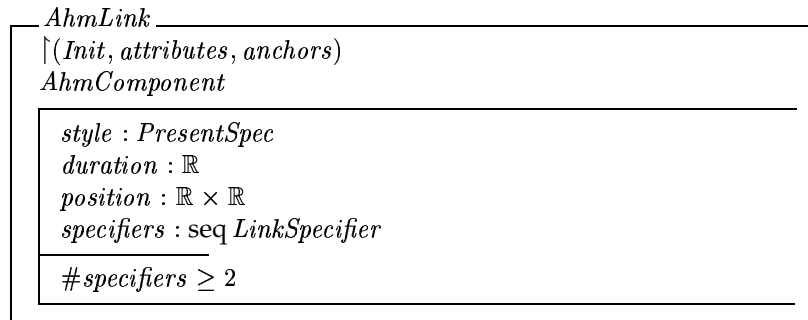 AhmLink
↾(Init, attributes, anchors)
AhmComponent
style : PresentSpec
duration : ℝ
position : ℝ × ℝ
specifiers : seq LinkSpecifier
#specifiers ≥ 2